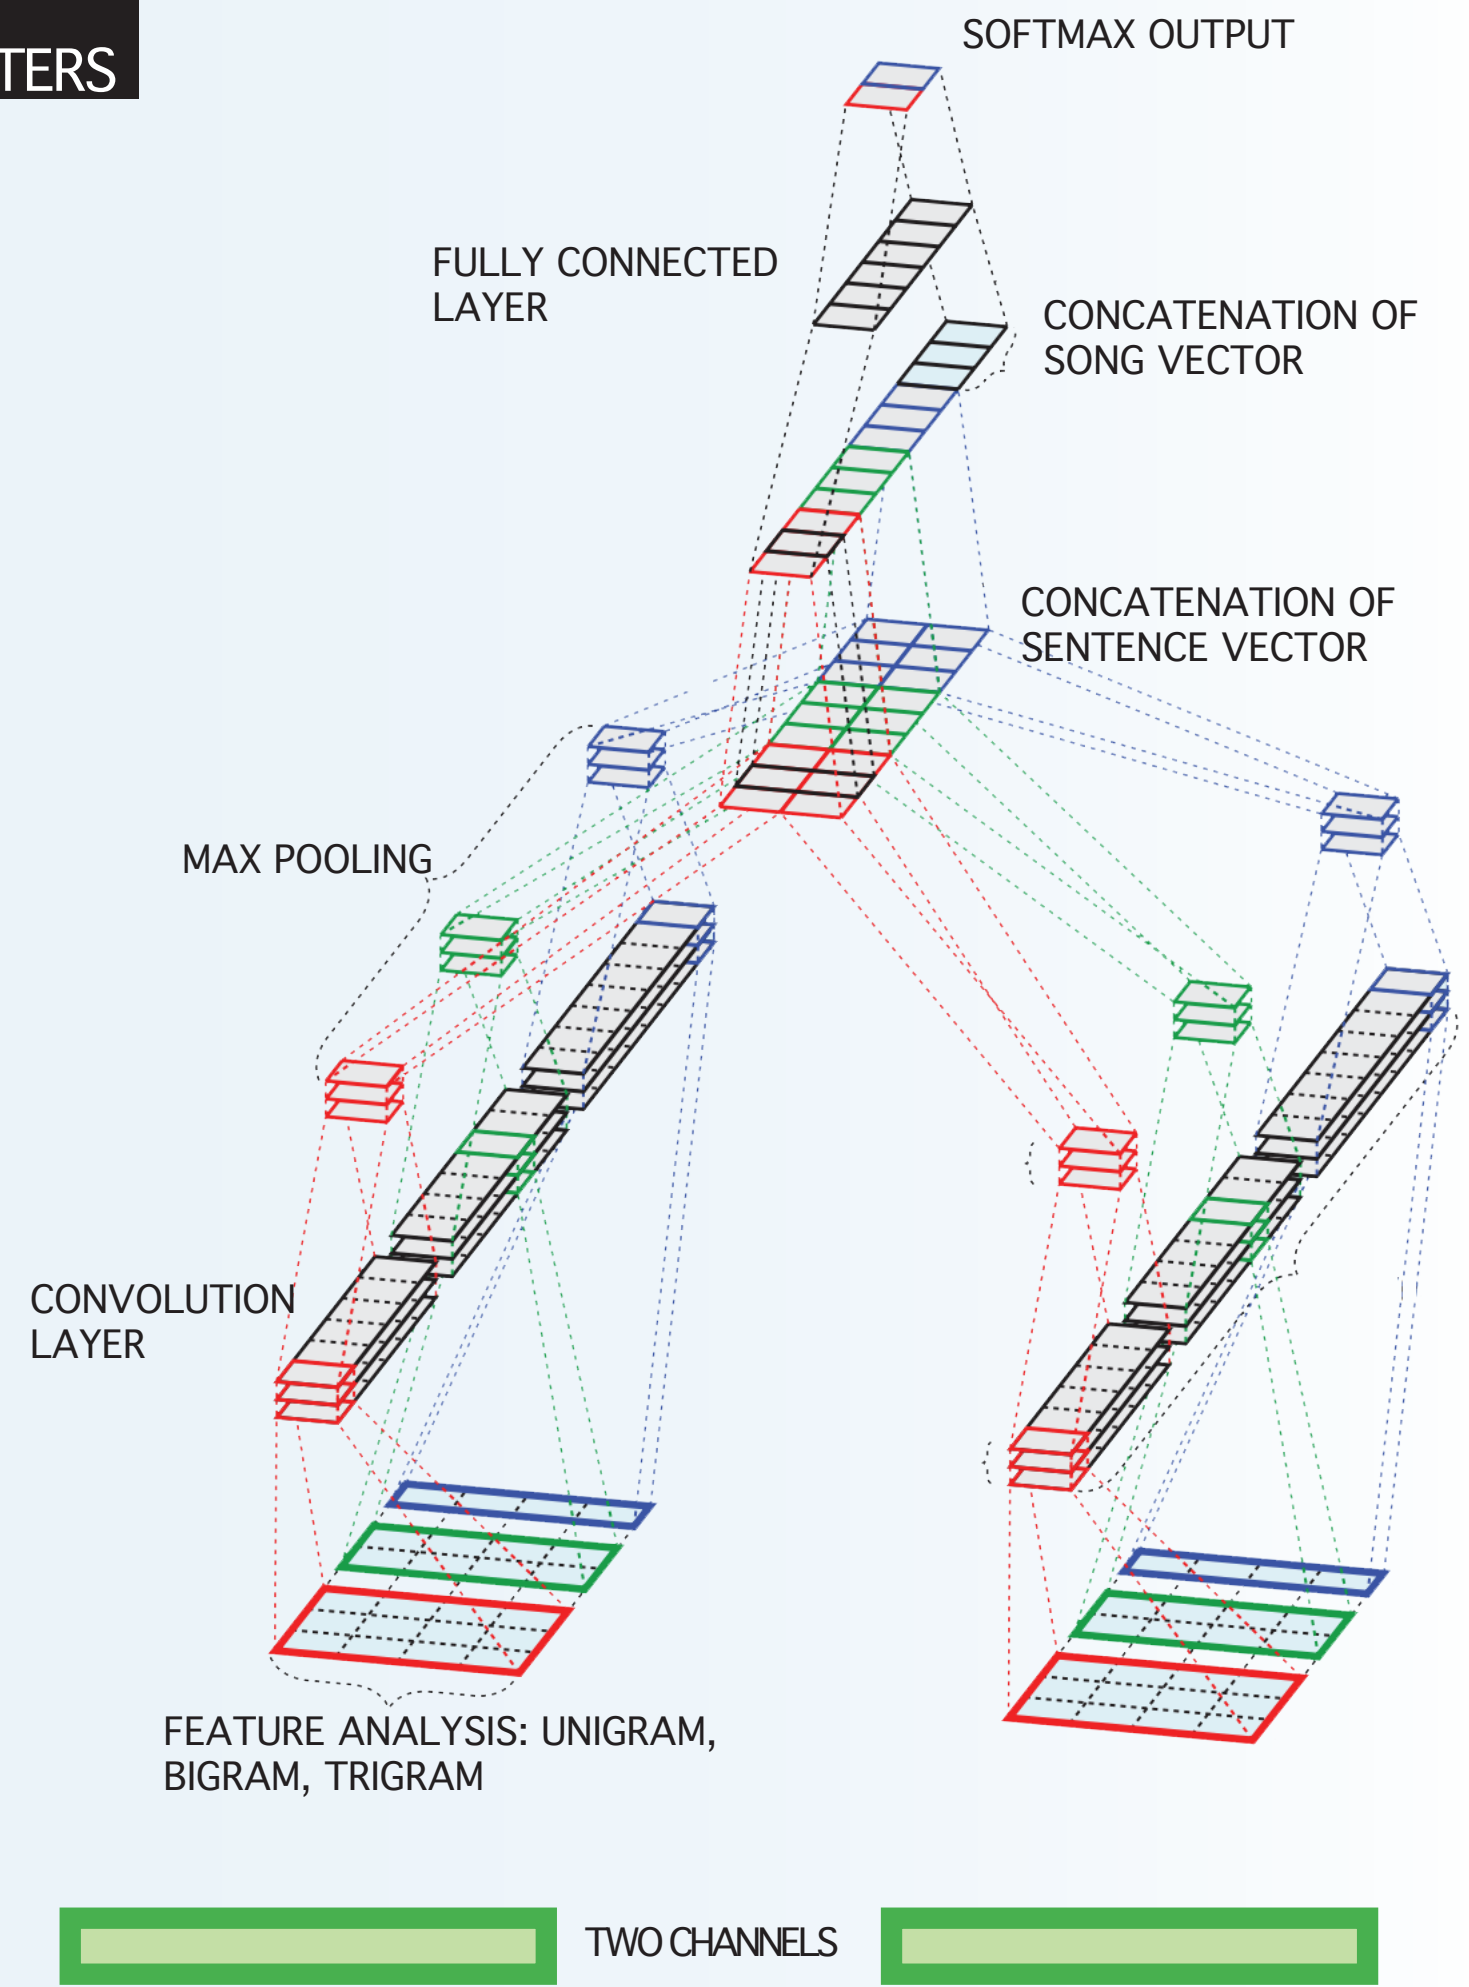 TERS
SOFTMAX OUTPUT
FULLY CONNECTED
LAYER
CONCATENATION OF
SONG VECTOR
CONCATENATION OF
SENTENCE VECTOR
MAX POOLING
CONVOLUTION
LAYER
FEATURE ANALYSIS: UNIGRAM,
BIGRAM, TRIGRAM
TWO CHANNELS